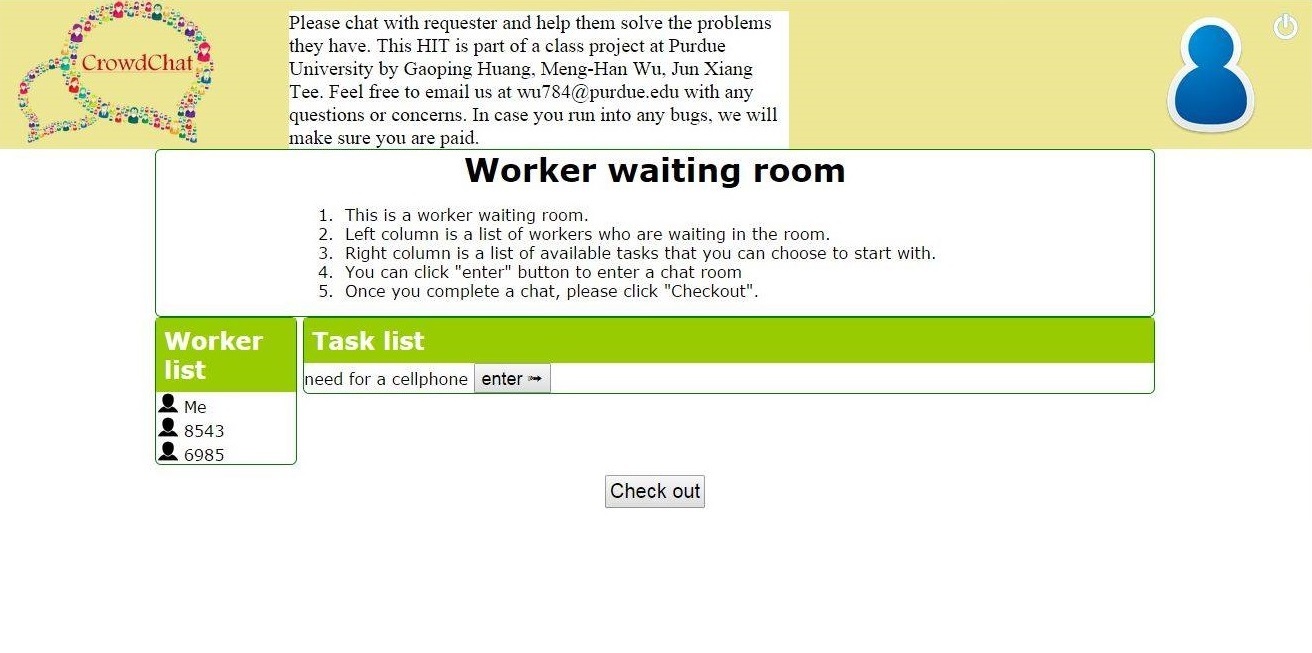 CrowdChat
Please chat with requester and help them solve the problems
they have. This HIT is part of a class project at Purdue
University by Gaoping Huang, Meng-Han Wu, Jun Xiang
Tee. Feel free to email us at wu784@purdue.edu with any
questions or concerns. In case you run into any bugs, we will
make sure you are paid.
Worker waiting room
1. This is a worker waiting room.
2. Left column is a list of workers who are waiting in the room.
3. Right column is a list of available tasks that you can choose to start with.
4. You can click "enter" button to enter a chat room
5. Once you complete a chat, please click "Checkout".
Worker
list
Me
8543
6985
Task list
need for a cellphone enter ➟
Check out